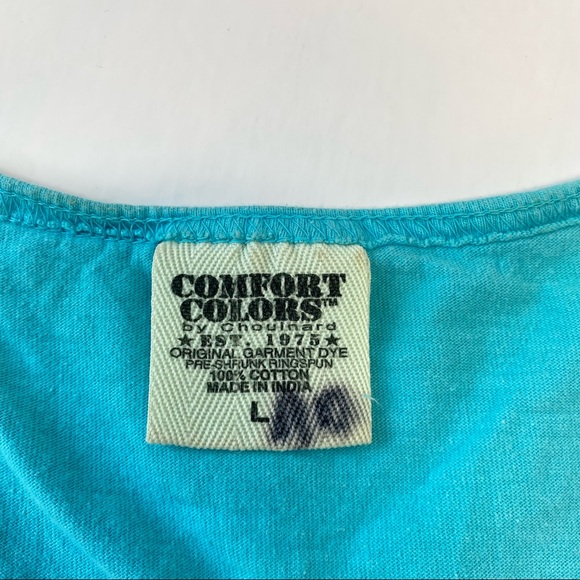 COMFORT
COLORS™
by Chouinard
★ EST. 1975 ★
ORIGINAL GARMENT DYE
PRE-SHRUNK RINGSPUN
100% COTTON
MADE IN INDIA
L